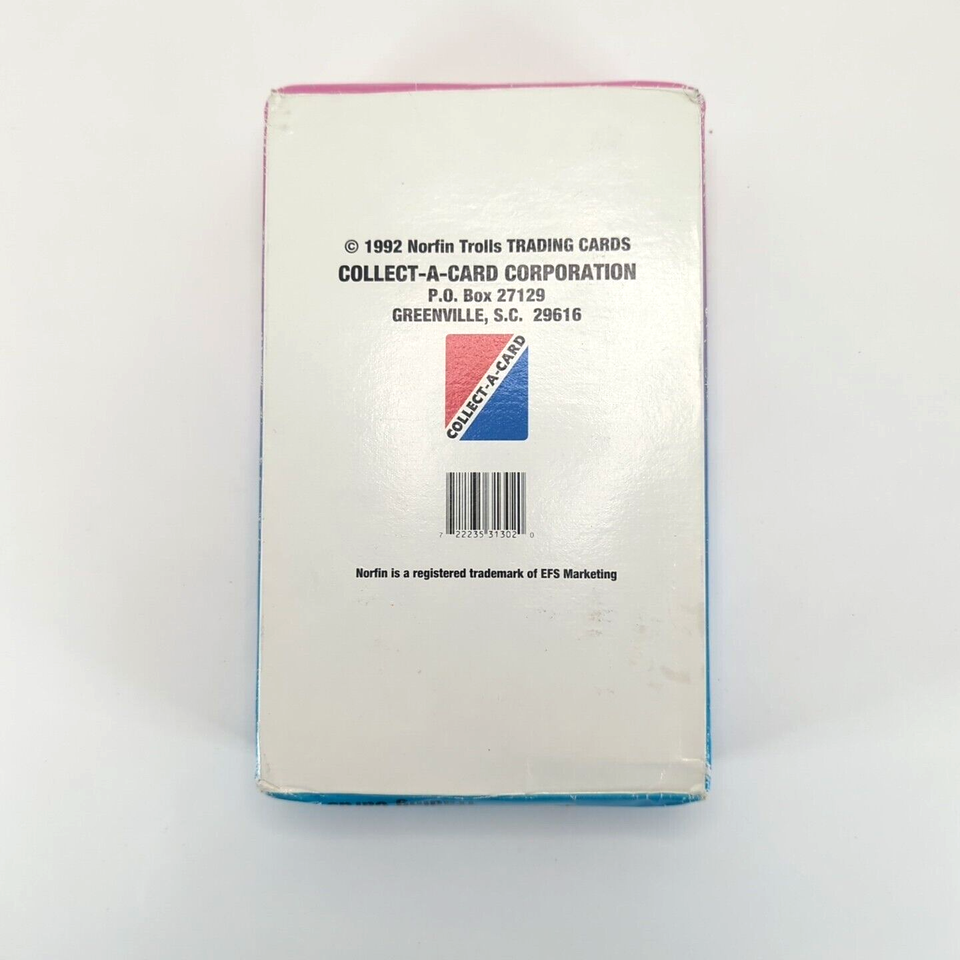 © 1992 Norfin Trolls TRADING CARDS
COLLECT-A-CARD CORPORATION
P.O. Box 27129
GREENVILLE, S.C. 29616
COLLECT-A-CARD
7 22235 31302 0
Norfin is a registered trademark of EFS Marketing